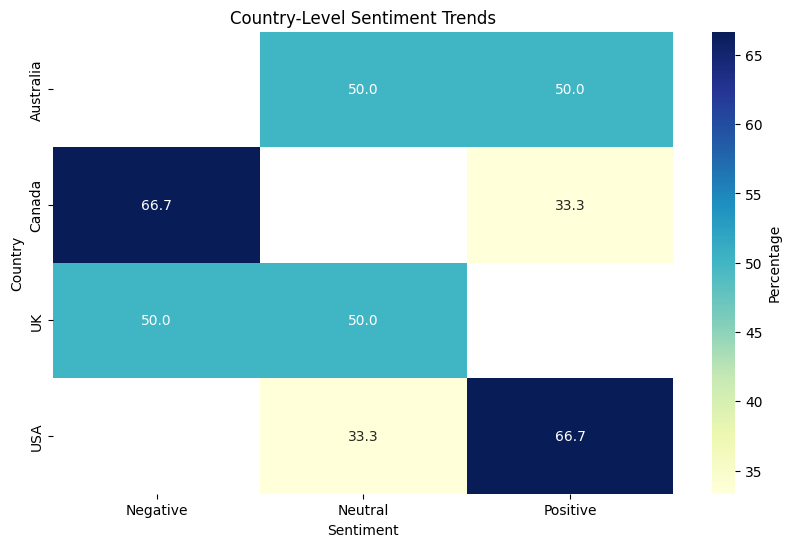 Country-Level Sentiment Trends
Country
Australia
50.0 50.0
Canada
66.7 33.3
UK
50.0 50.0
USA
33.3 66.7
Negative Neutral Positive
Sentiment
65
60
55
50
45
40
35
Percentage